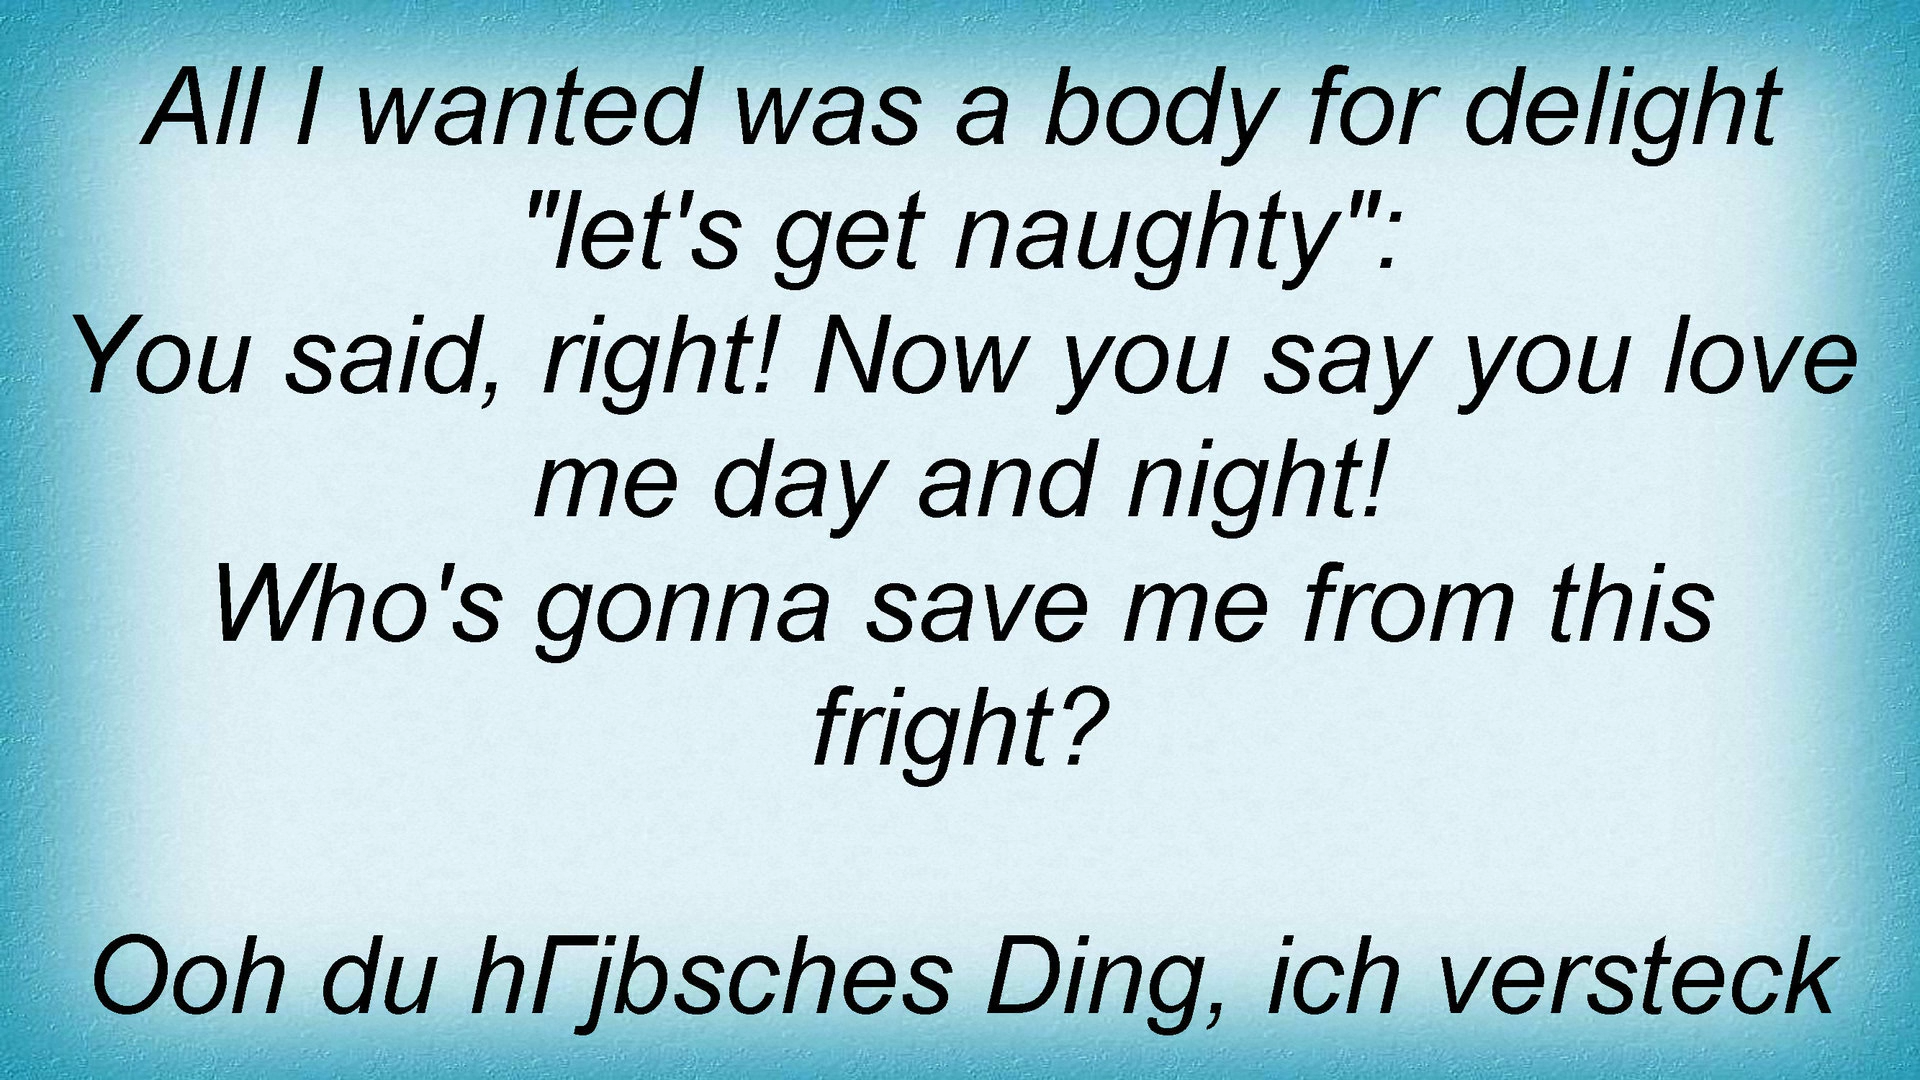 All I wanted was a body for delight
"let's get naughty":
You said, right! Now you say you love
me day and night!
Who's gonna save me from this
fright?
Ooh du hГјbsches Ding, ich versteck